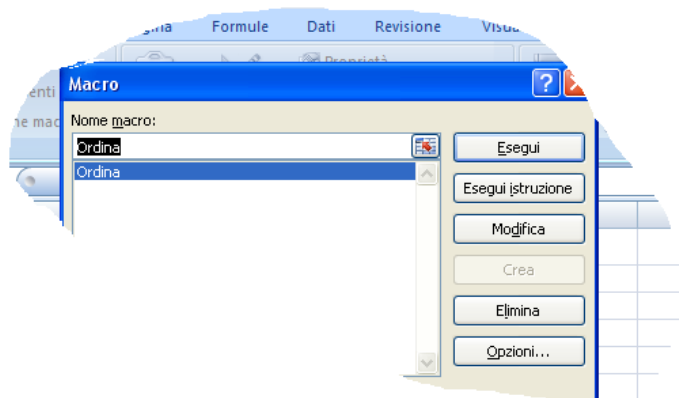 Formule Dati Revisione
Proprietà
Macro
Nome macro:
Ordina
Ordina
Esegui
Esegui istruzione
Modifica
Crea
Elimina
Opzioni...